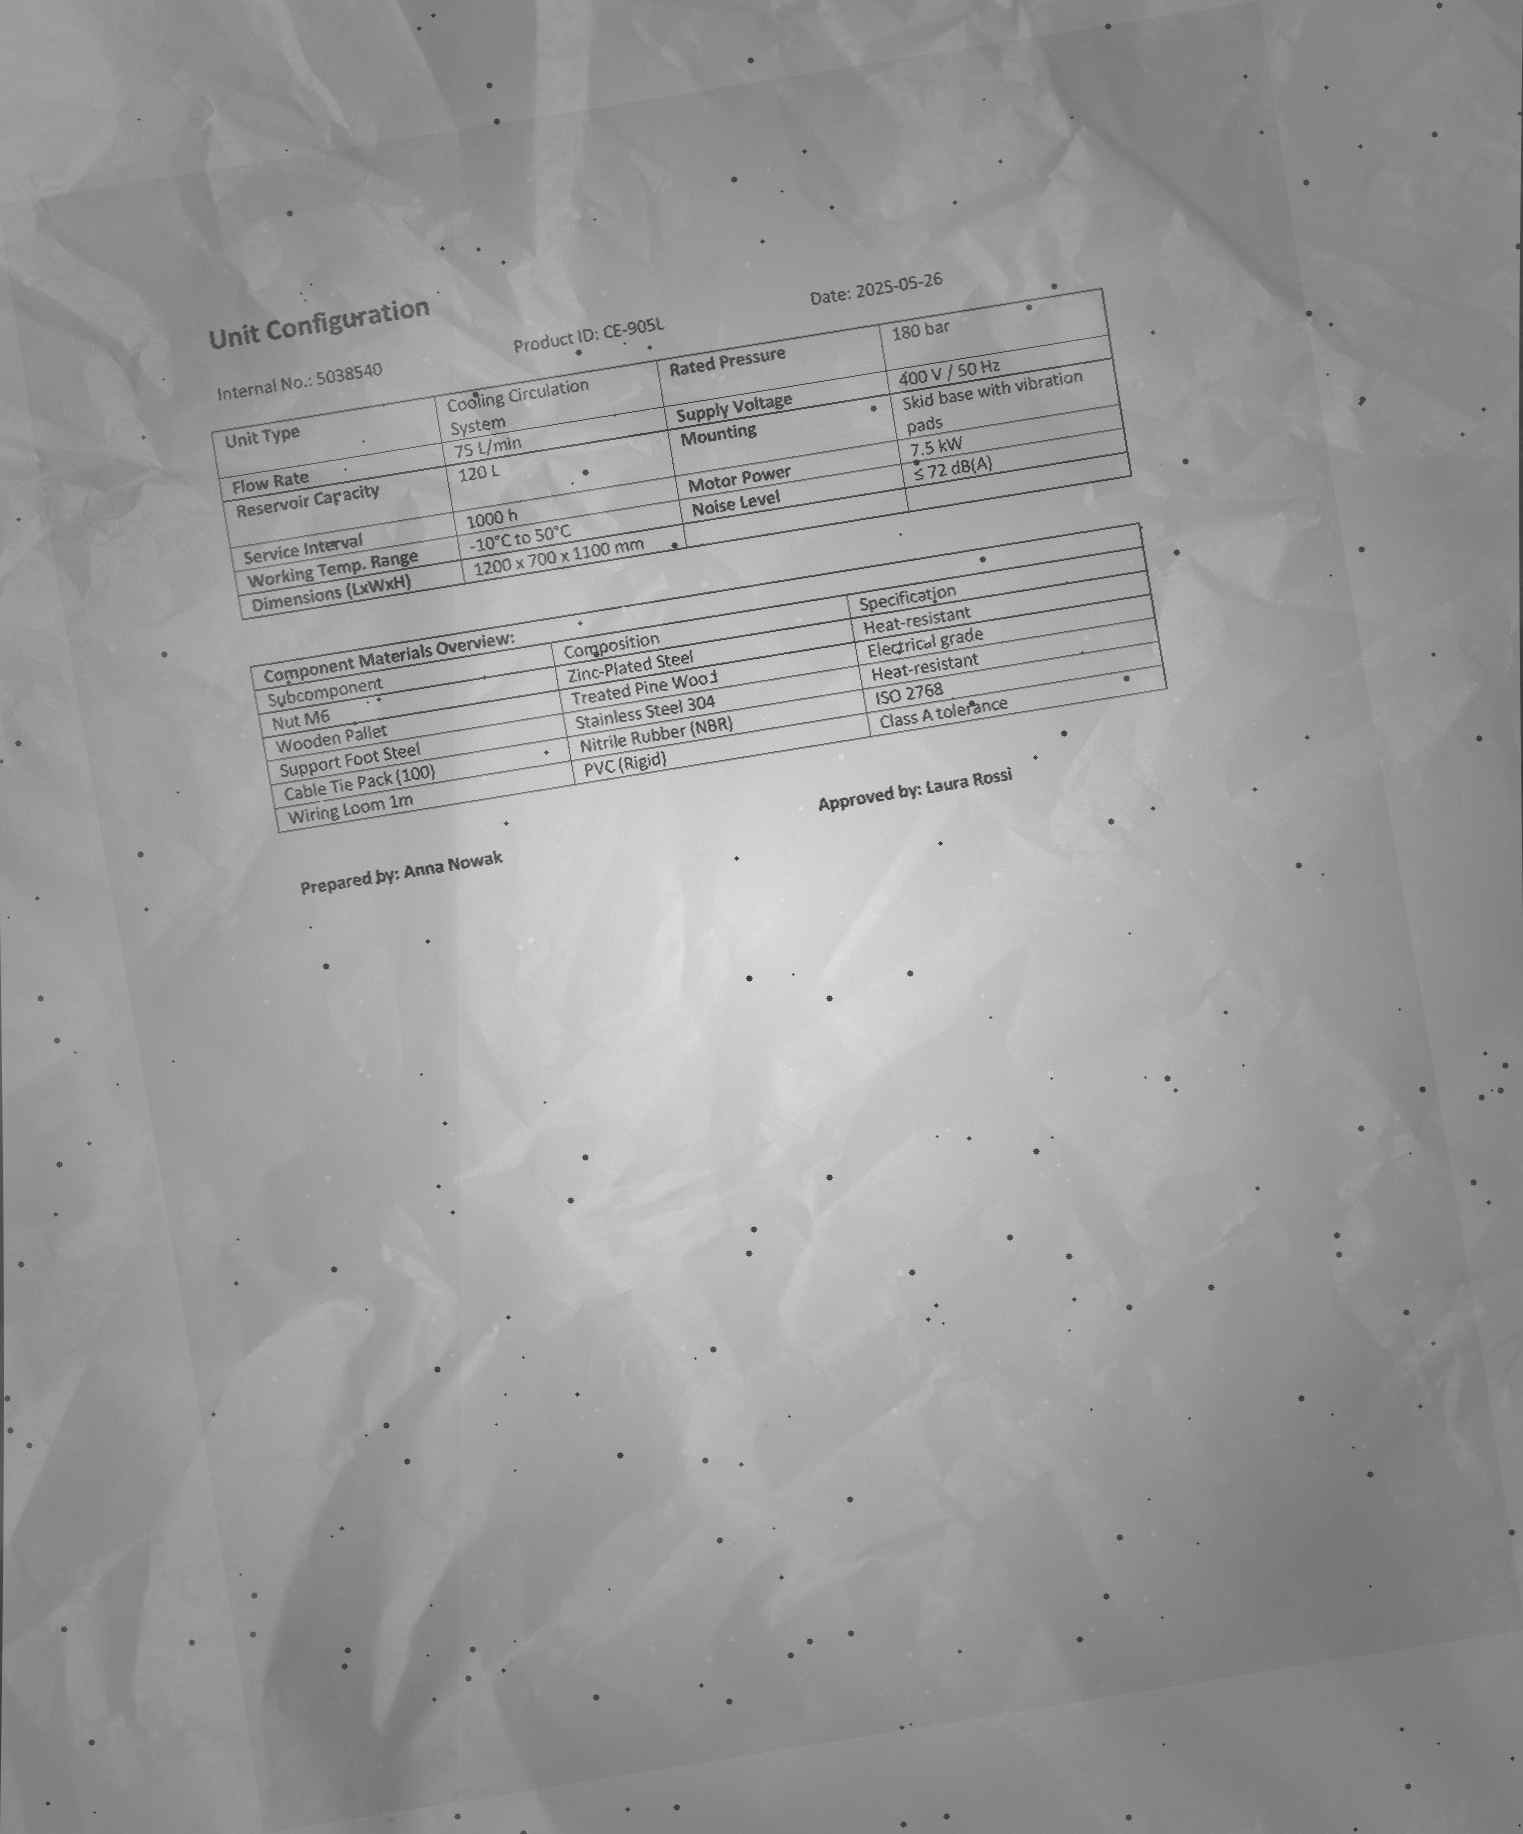 Unit Configuration
Internal No.: 5038540 Product ID: CE-905L Date: 2025-05-26
Unit Type Cooling Circulation System Rated Pressure 180 bar
Flow Rate 75 L/min Supply Voltage 400 V / 50 Hz
Reservoir Capacity 120 L Mounting Skid base with vibration pads
Service Interval 1000 h Motor Power 7.5 kW
Working Temp. Range -10°C to 50°C Noise Level ≤ 72 dB(A)
Dimensions (LxWxH) 1200 x 700 x 1100 mm
Component Materials Overview:
Subcomponent Composition Specification
Nut M6 Zinc-Plated Steel Heat-resistant
Wooden Pallet Treated Pine Wood Electrical grade
Support Foot Steel Stainless Steel 304 Heat-resistant
Cable Tie Pack (100) Nitrile Rubber (NBR) ISO 2768
Wiring Loom 1m PVC (Rigid) Class A tolerance
Prepared by: Anna Nowak Approved by: Laura Rossi